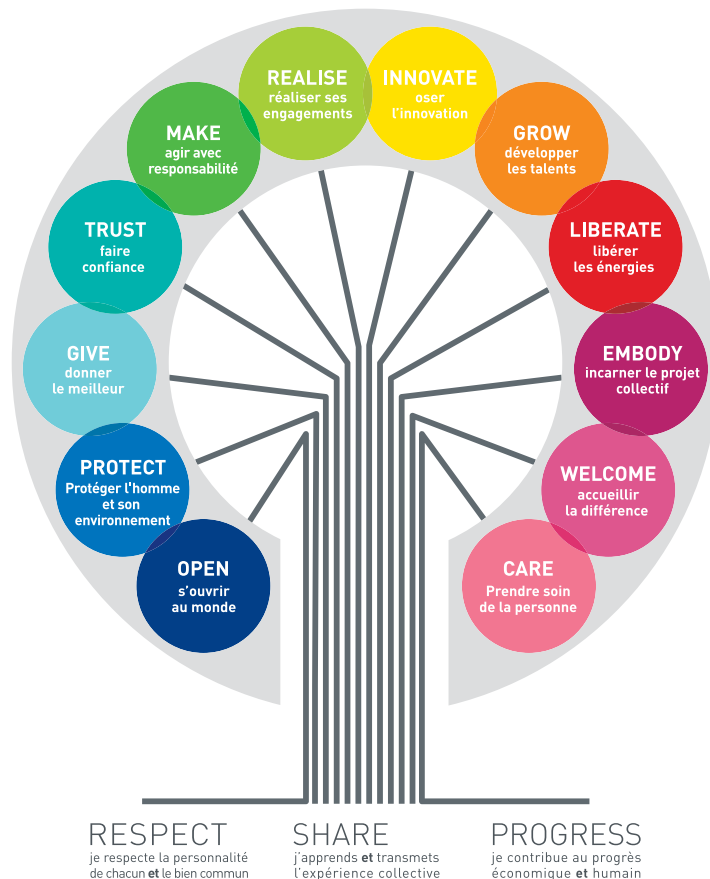 REALISE
réaliser ses
engagements
INNOVATE
oser
l'innovation
MAKE
agir avec
responsabilité
GROW
développer
les talents
TRUST
faire
confiance
LIBERATE
libérer
les énergies
GIVE
donner
le meilleur
EMBODY
incarner le projet
collectif
PROTECT
Protéger l'homme
et son
environnement
WELCOME
accueillir
la différence
OPEN
s'ouvrir
au monde
CARE
Prendre soin
de la personne
RESPECT
je respecte la personnalité
de chacun et le bien commun
SHARE
j'apprends et transmets
l'expérience collective
PROGRESS
je contribue au progrès
économique et humain